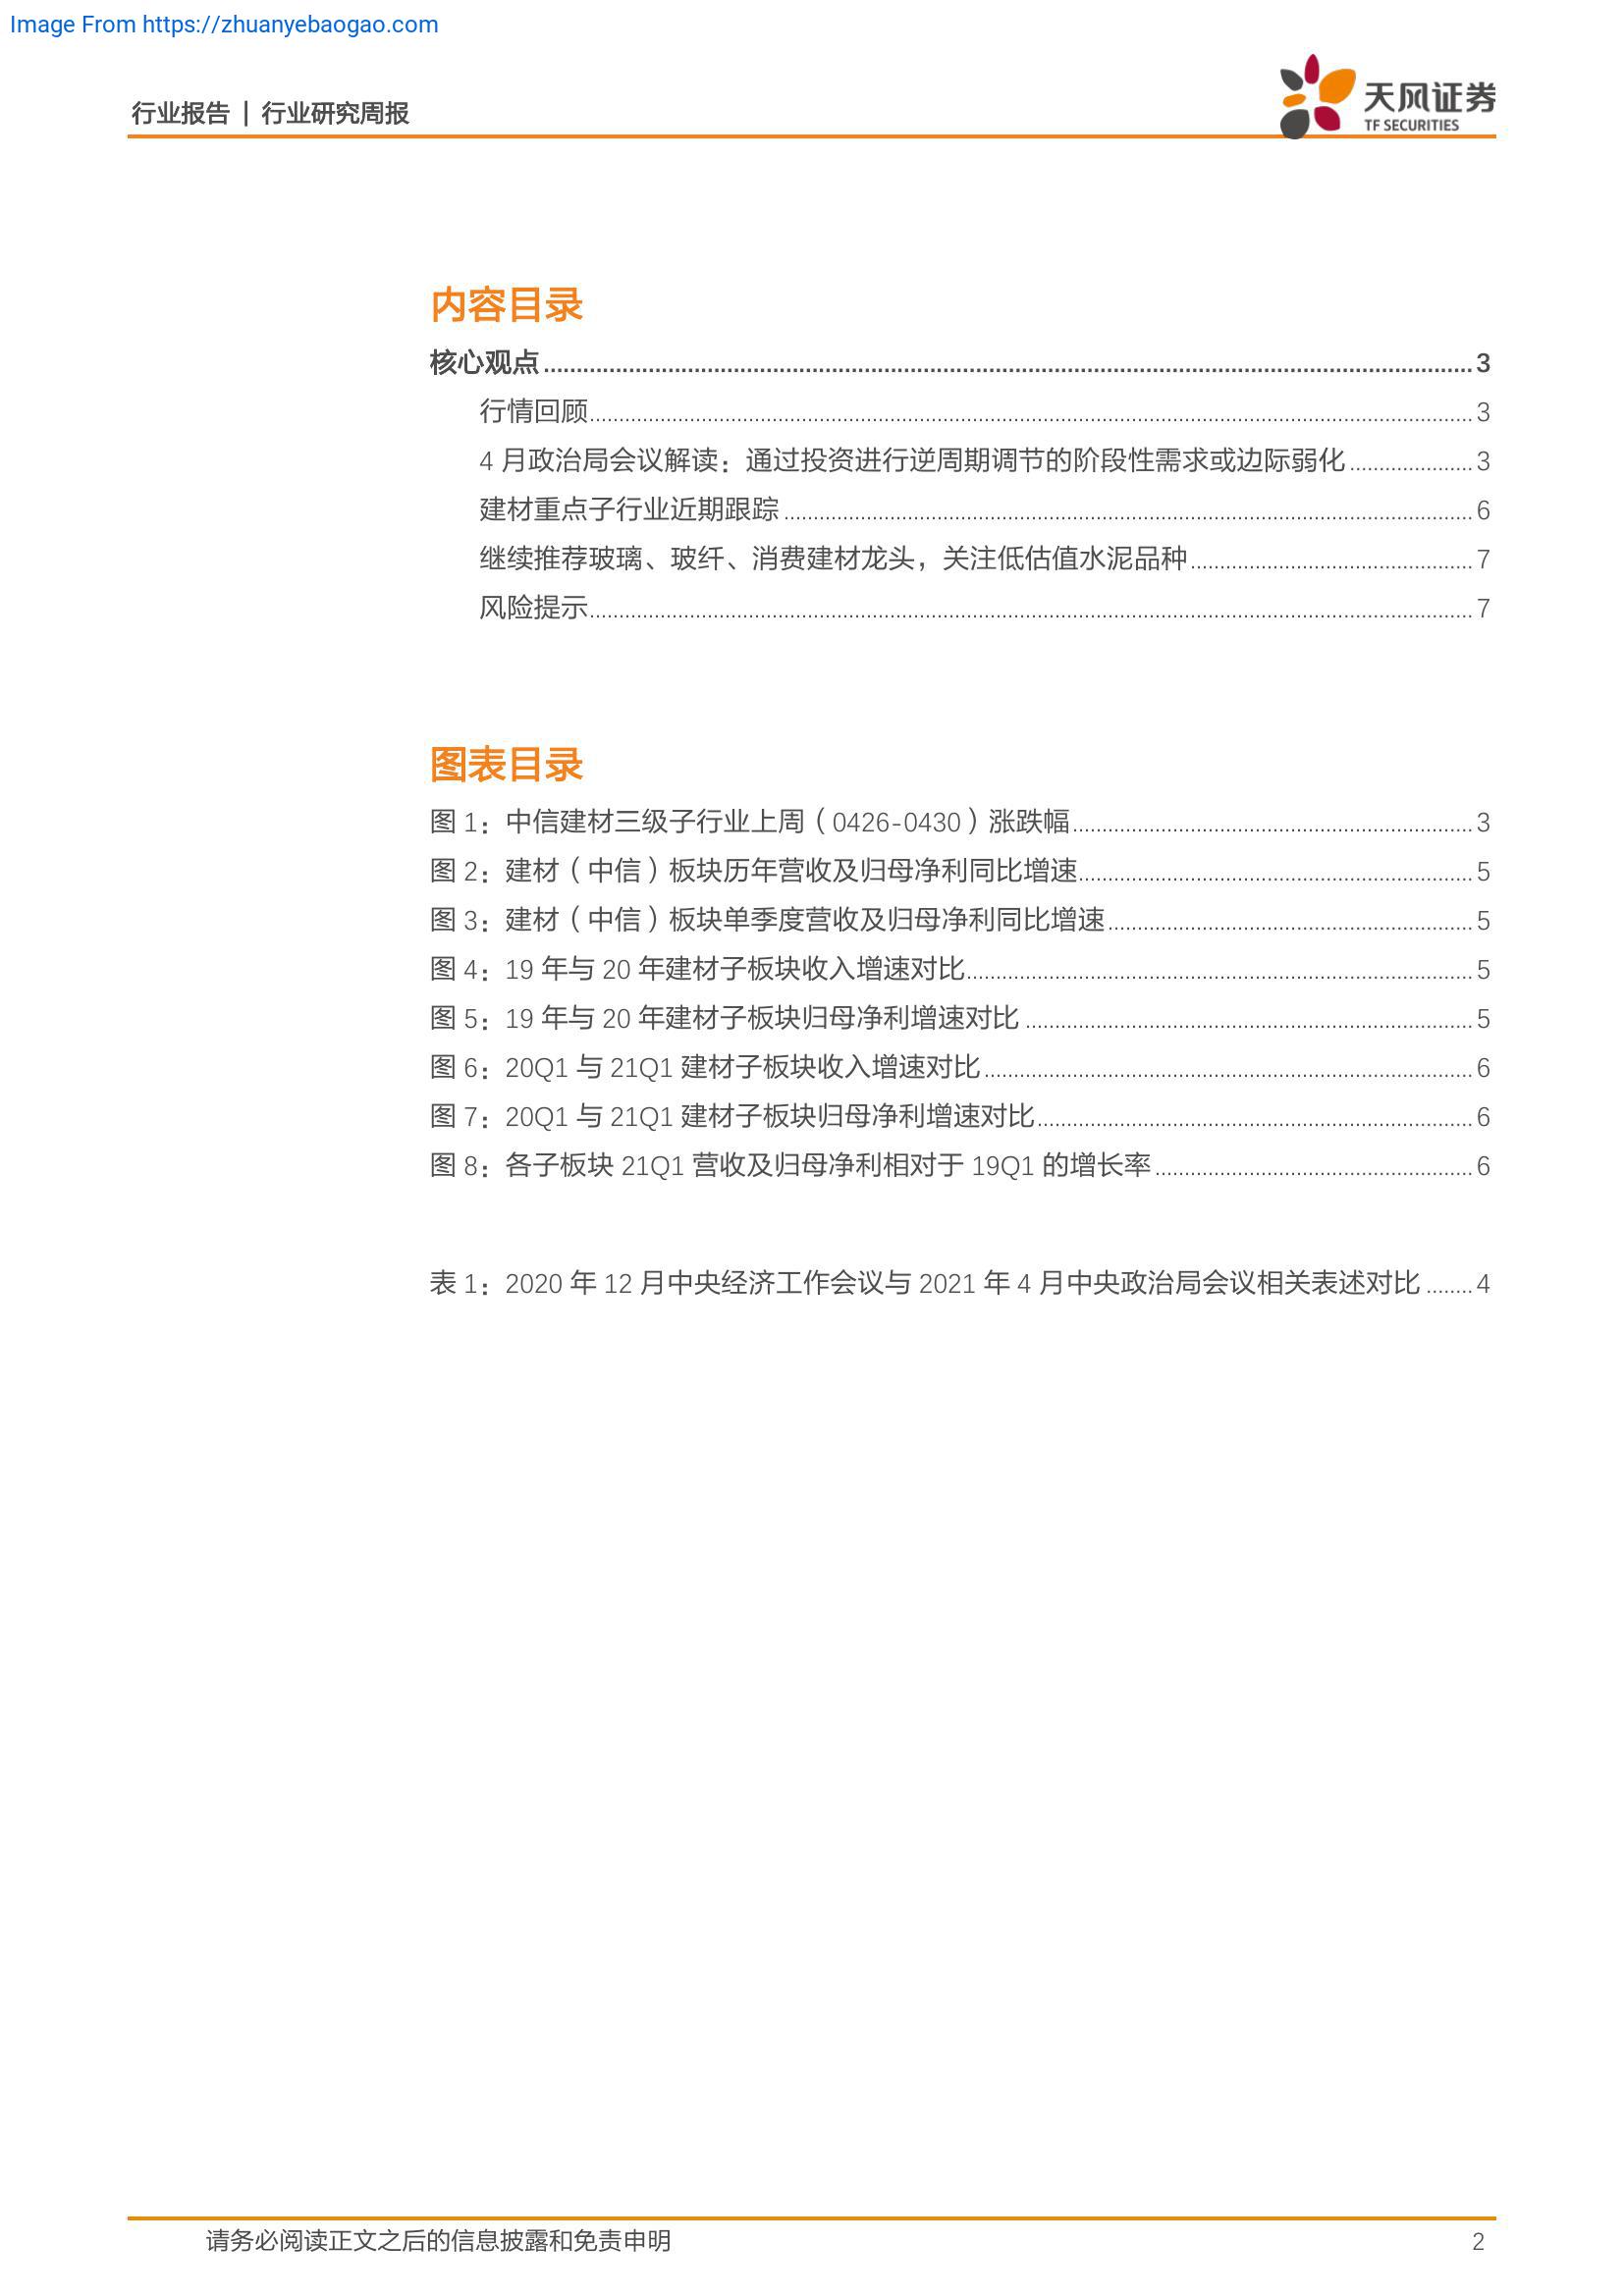 Image From https://zhuanyebaogao.com
行业报告 | 行业研究周报
天风证券
TF SECURITIES
内容目录
核心观点 3
行情回顾 3
4 月政治局会议解读：通过投资进行逆周期调节的阶段性需求或边际弱化 3
建材重点子行业近期跟踪 6
继续推荐玻璃、玻纤、消费建材龙头，关注低估值水泥品种 7
风险提示 7
图表目录
图 1：中信建材三级子行业上周（0426-0430）涨跌幅 3
图 2：建材（中信）板块历年营收及归母净利同比增速 5
图 3：建材（中信）板块单季度营收及归母净利同比增速 5
图 4：19 年与 20 年建材子板块收入增速对比 5
图 5：19 年与 20 年建材子板块归母净利增速对比 5
图 6：20Q1 与 21Q1 建材子板块收入增速对比 6
图 7：20Q1 与 21Q1 建材子板块归母净利增速对比 6
图 8：各子板块 21Q1 营收及归母净利相对于 19Q1 的增长率 6
表 1：2020 年 12 月中央经济工作会议与 2021 年 4 月中央政治局会议相关表述对比 4
请务必阅读正文之后的信息披露和免责申明 2